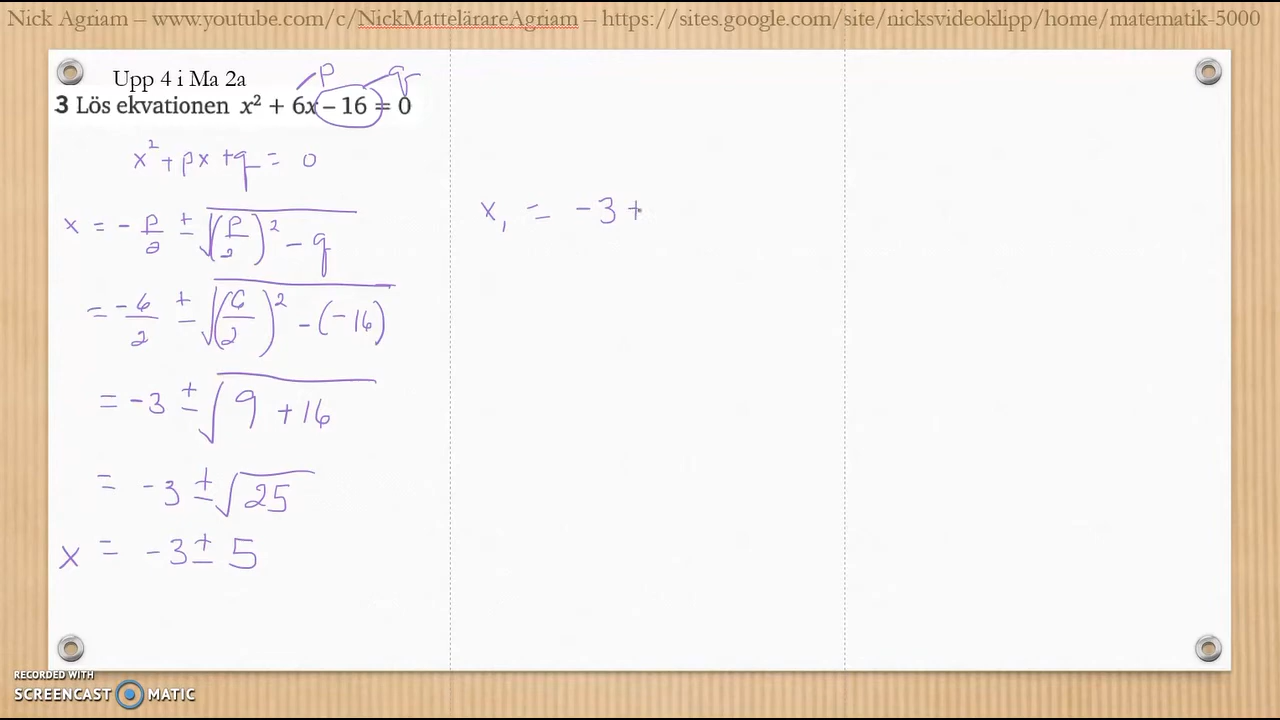 Nick Agriam – www.youtube.com/c/NickMattelärareAgriam – https://sites.google.com/site/nicksvideoklipp/home/matematik-5000
Upp 4 i Ma 2a
p q
3 Lös ekvationen x² + 6x – 16 = 0
x² + px + q = 0
x = - p/2 ± √((p/2)² - q)
= -6/2 ± √((6/2)² - (-16))
= -3 ± √(9 + 16)
= -3 ± √25
x = -3 ± 5
x₁ = -3 +
RECORDED WITH
SCREENCAST MATIC